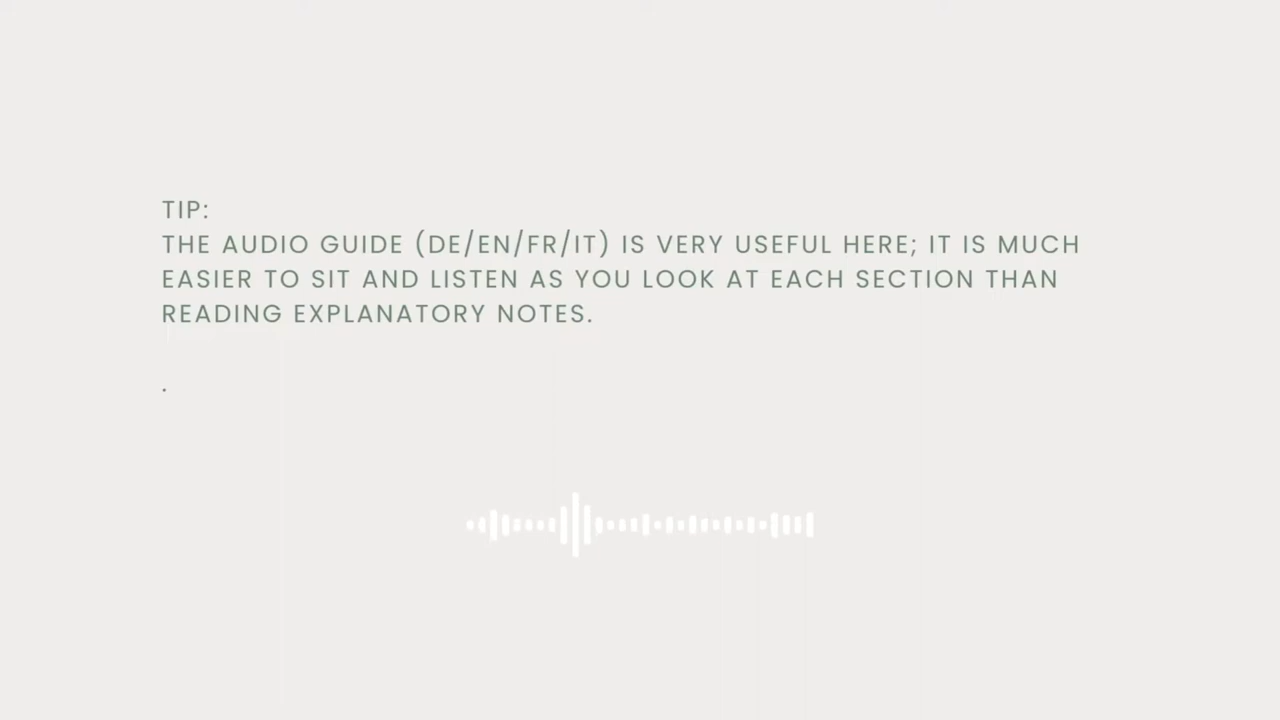 TIP:
THE AUDIO GUIDE (DE/EN/FR/IT) IS VERY USEFUL HERE; IT IS MUCH
EASIER TO SIT AND LISTEN AS YOU LOOK AT EACH SECTION THAN
READING EXPLANATORY NOTES.
.